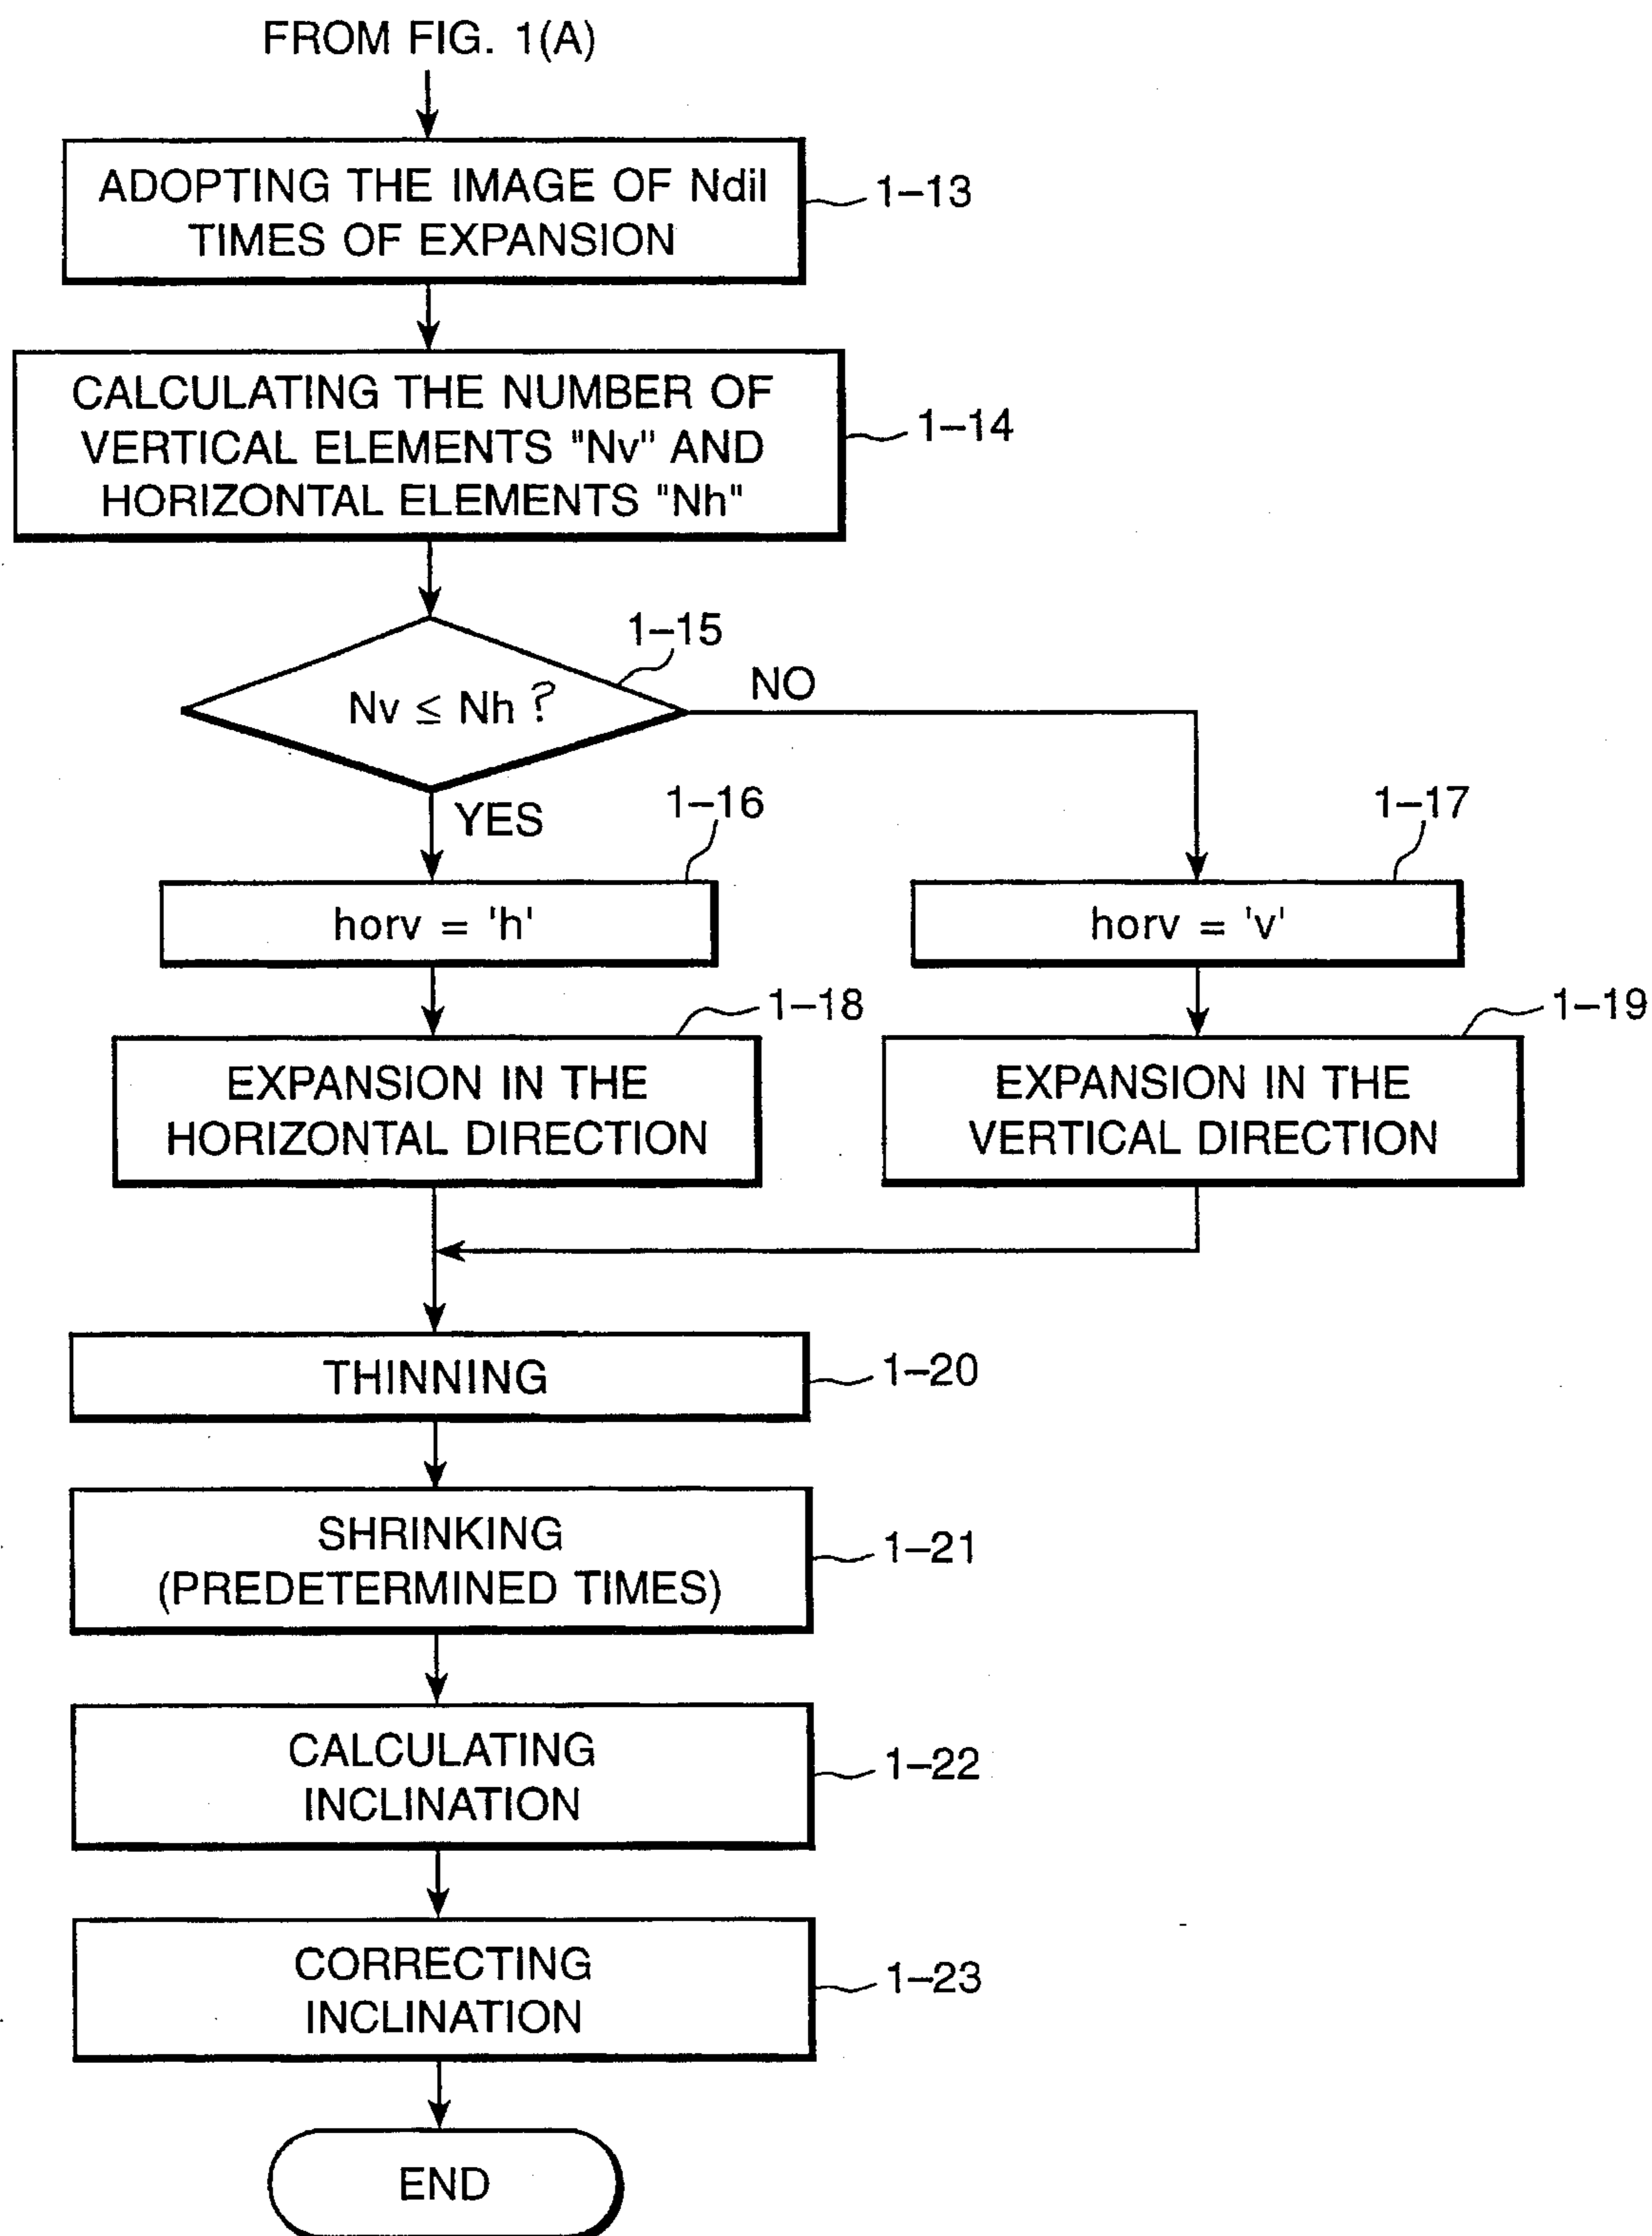 FROM FIG. 1(A)
ADOPTING THE IMAGE OF Ndil
TIMES OF EXPANSION
1–13
CALCULATING THE NUMBER OF
VERTICAL ELEMENTS "Nv" AND
HORIZONTAL ELEMENTS "Nh"
1–14
1–15
Nv ≤ Nh ?
NO
YES
1–16
1–17
horv = 'h'
horv = 'v'
1–18
1–19
EXPANSION IN THE
HORIZONTAL DIRECTION
EXPANSION IN THE
VERTICAL DIRECTION
THINNING
1–20
SHRINKING
(PREDETERMINED TIMES)
1–21
CALCULATING
INCLINATION
1–22
CORRECTING
INCLINATION
1–23
END